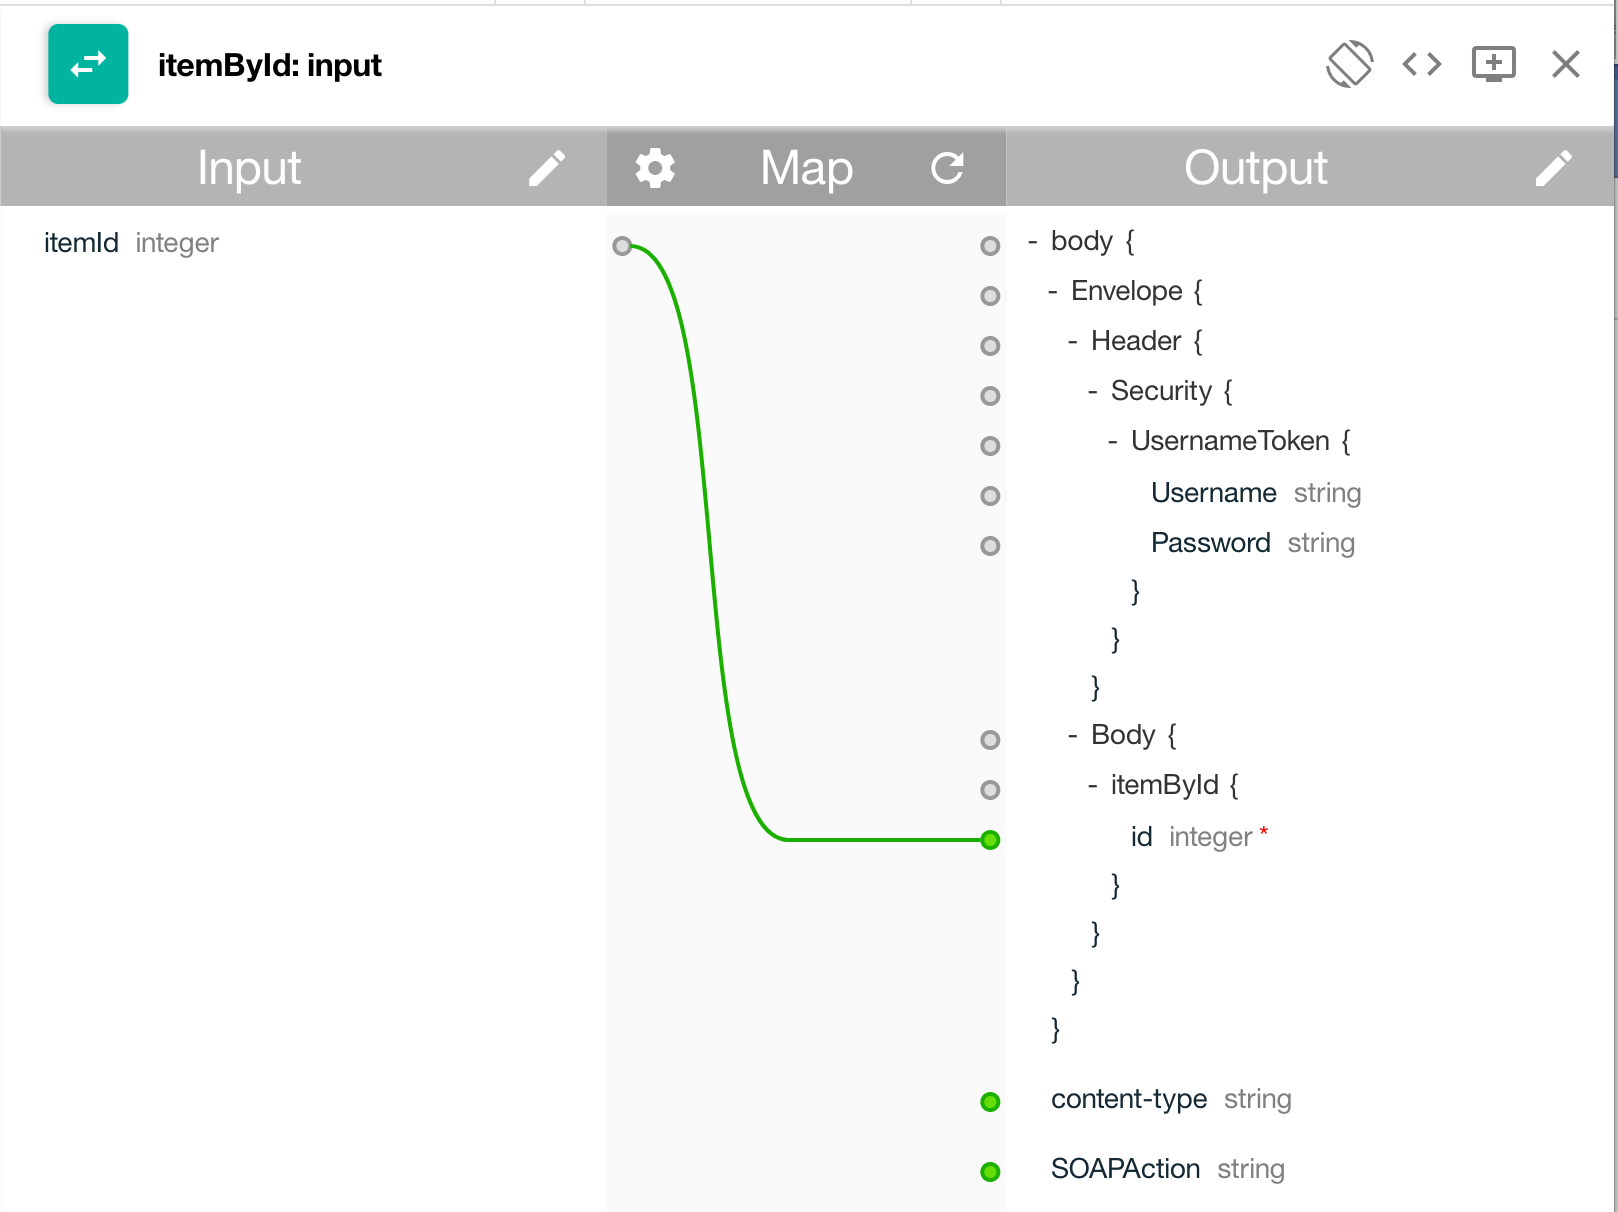 itemById: input
Input Map Output
itemId integer
- body {
- Envelope {
- Header {
- Security {
- UsernameToken {
Username string
Password string
}
}
}
- Body {
- itemById {
id integer *
}
}
}
}
content-type string
SOAPAction string